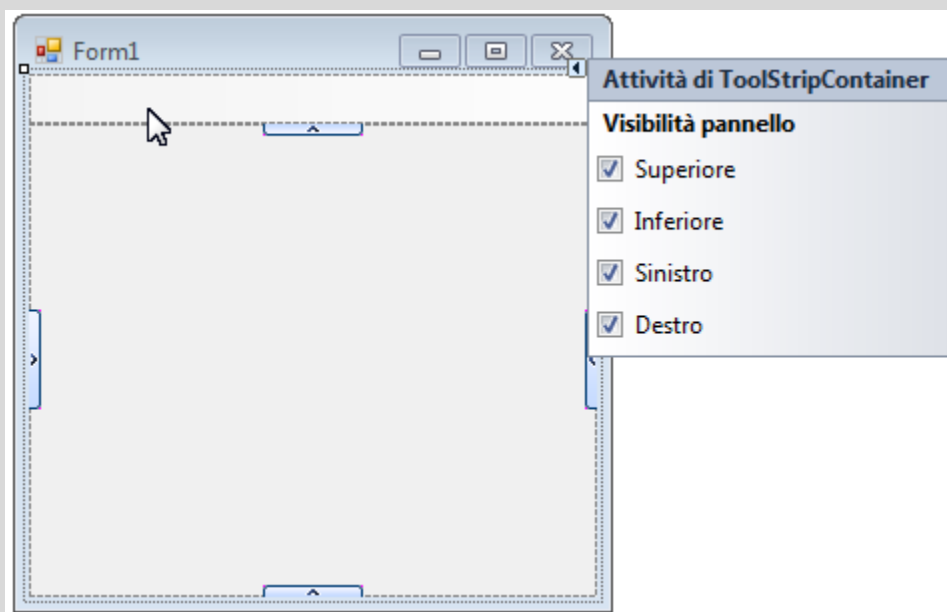 Form1
Attività di ToolStripContainer
Visibilità pannello
Superiore
Inferiore
Sinistro
Destro